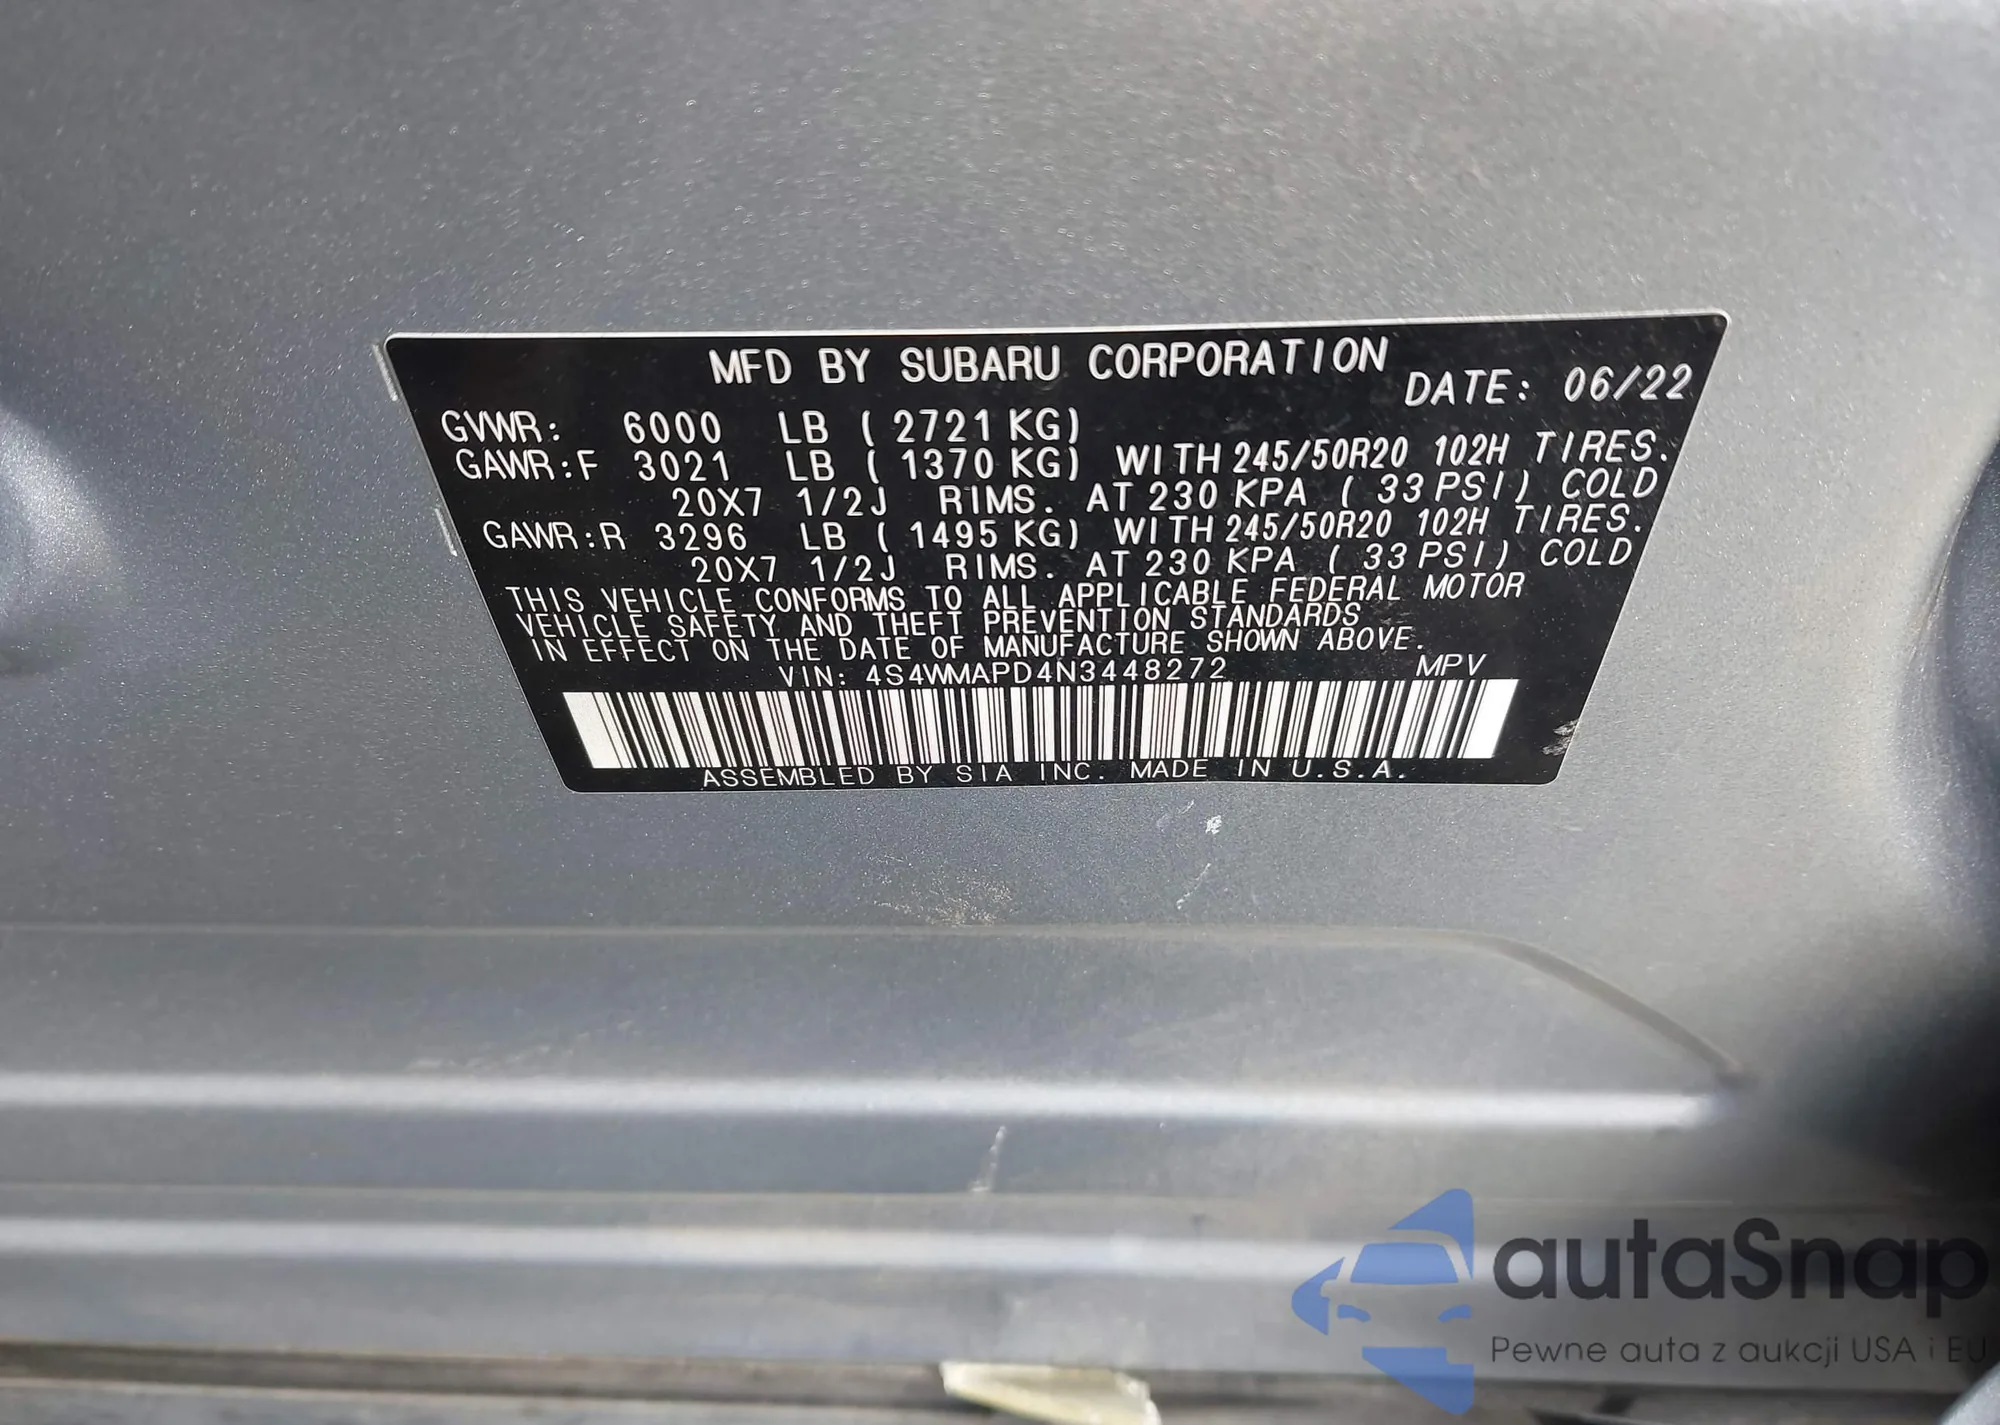 MFD BY SUBARU CORPORATION DATE: 06/22
GVWR: 6000 LB ( 2721 KG)
GAWR:F 3021 LB ( 1370 KG) WITH 245/50R20 102H TIRES.
20X7 1/2J RIMS. AT 230 KPA ( 33 PSI) COLD
GAWR:R 3296 LB ( 1495 KG) WITH 245/50R20 102H TIRES.
20X7 1/2J RIMS. AT 230 KPA ( 33 PSI) COLD
THIS VEHICLE CONFORMS TO ALL APPLICABLE FEDERAL MOTOR
VEHICLE SAFETY AND THEFT PREVENTION STANDARDS
IN EFFECT ON THE DATE OF MANUFACTURE SHOWN ABOVE.
VIN: 4S4WMAPD4N3448272 MPV
ASSEMBLED BY SIA INC. MADE IN U.S.A.
autaSnap
Pewne auta z aukcji USA i EU